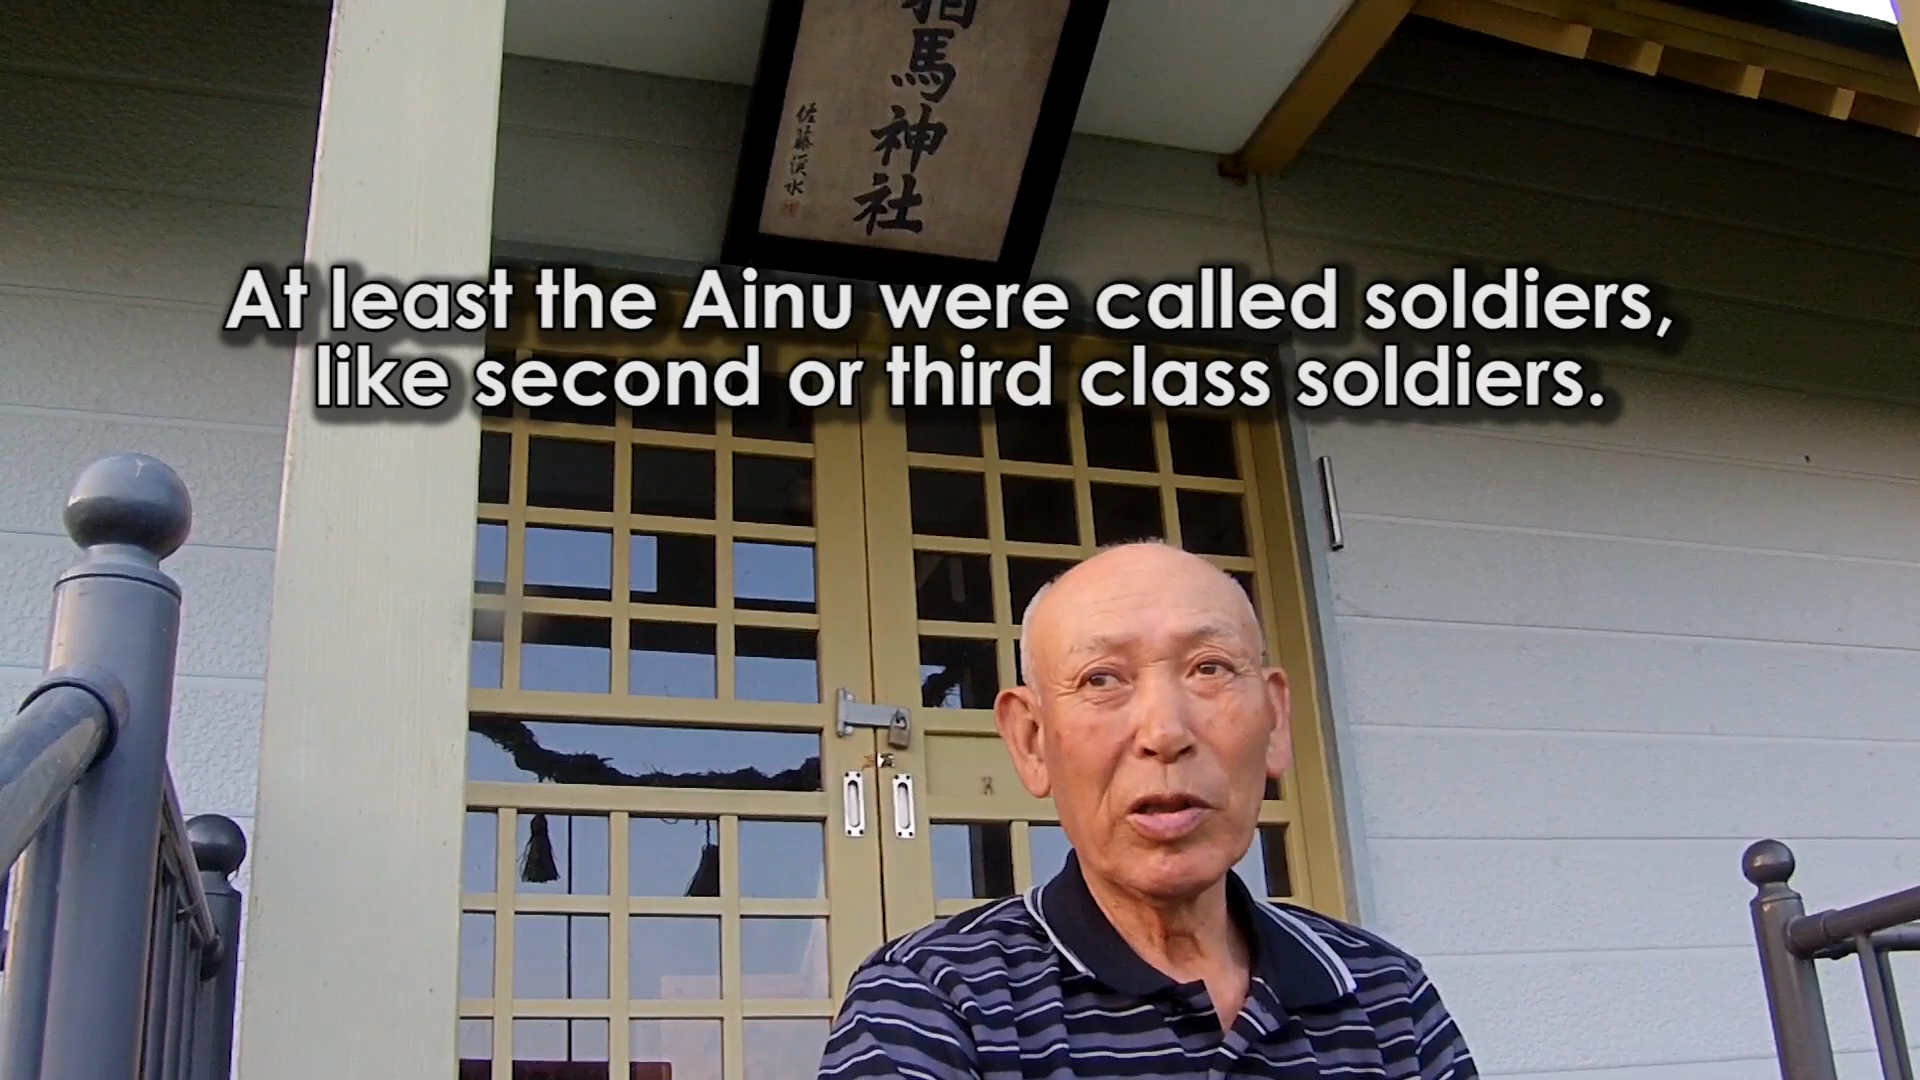 相馬神社
佐藤渓水
At least the Ainu were called soldiers,
like second or third class soldiers.